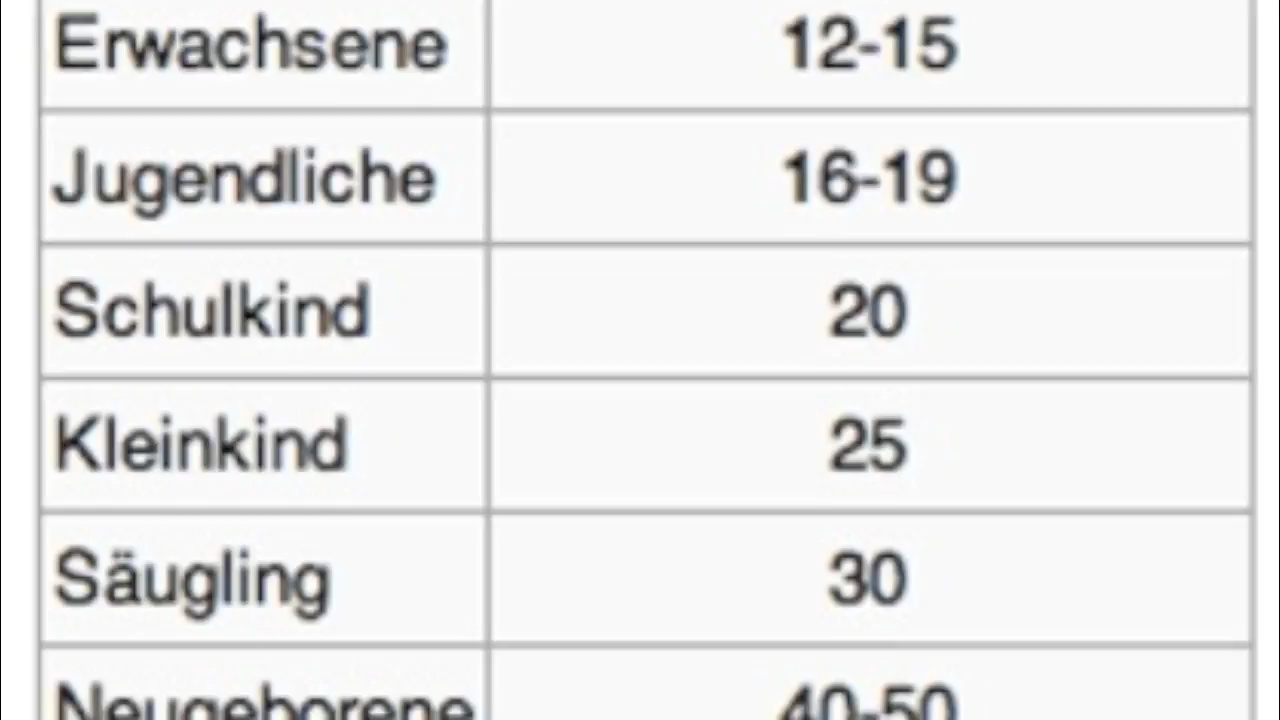 Erwachsene 12-15
Jugendliche 16-19
Schulkind 20
Kleinkind 25
Säugling 30
Neugeborene 40-50